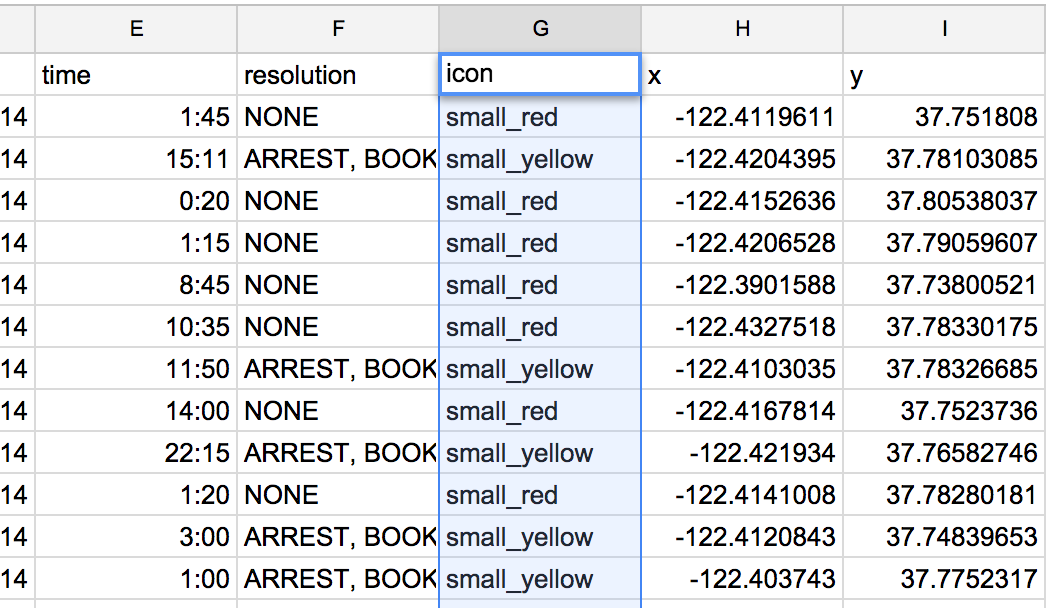 E F G H I
time resolution icon x y
14 1:45 NONE small_red -122.4119611 37.751808
14 15:11 ARREST, BOOK small_yellow -122.4204395 37.78103085
14 0:20 NONE small_red -122.4152636 37.80538037
14 1:15 NONE small_red -122.4206528 37.79059607
14 8:45 NONE small_red -122.3901588 37.73800521
14 10:35 NONE small_red -122.4327518 37.78330175
14 11:50 ARREST, BOOK small_yellow -122.4103035 37.78326685
14 14:00 NONE small_red -122.4167814 37.7523736
14 22:15 ARREST, BOOK small_yellow -122.421934 37.76582746
14 1:20 NONE small_red -122.4141008 37.78280181
14 3:00 ARREST, BOOK small_yellow -122.4120843 37.74839653
14 1:00 ARREST, BOOK small_yellow -122.403743 37.7752317